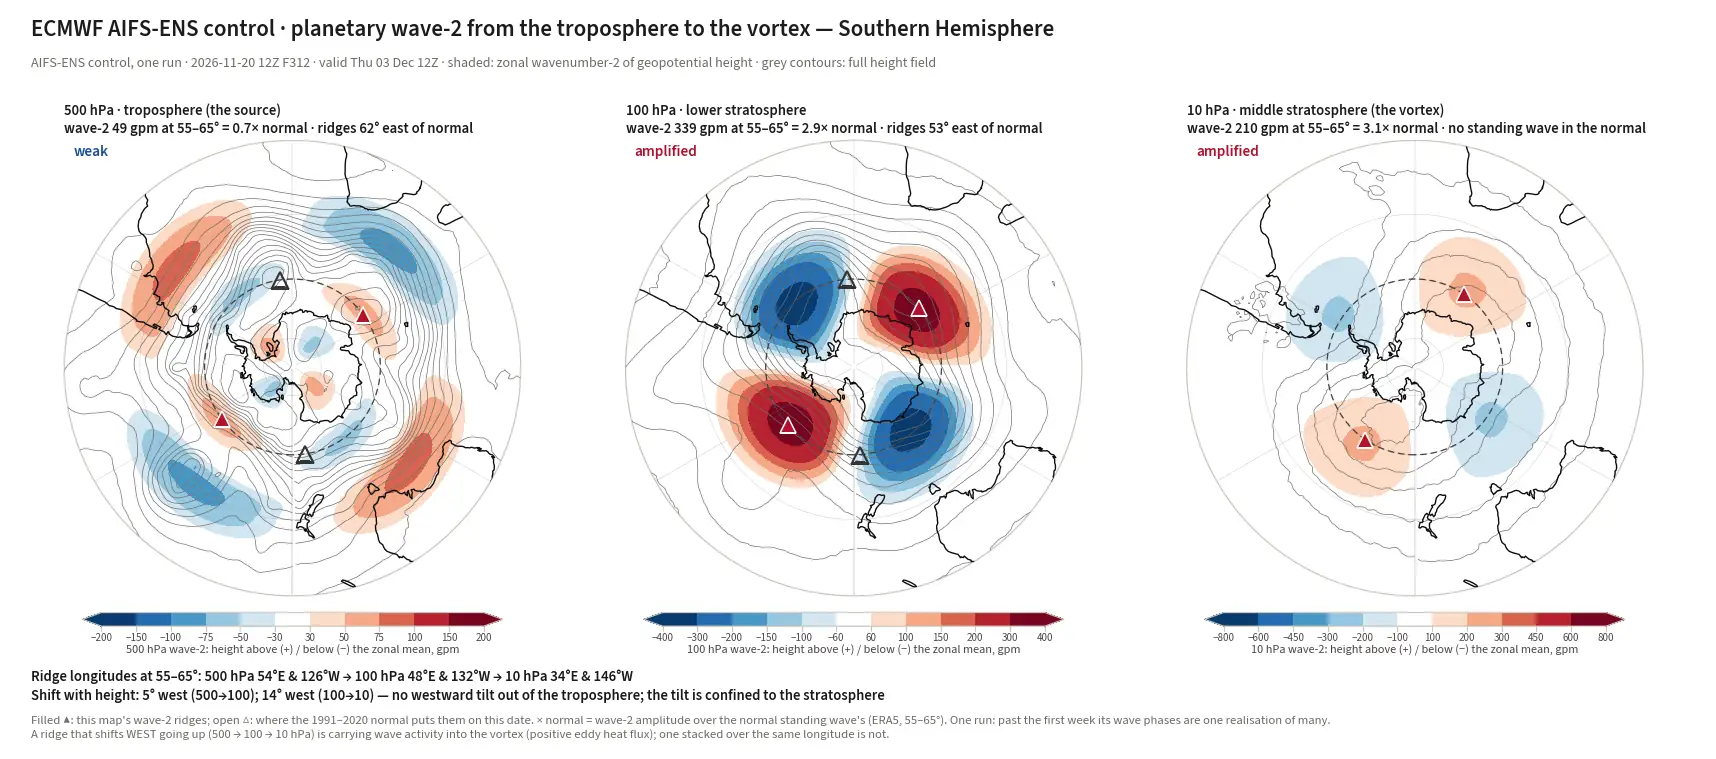 ECMWF AIFS-ENS control · planetary wave-2 from the troposphere to the vortex — Southern Hemisphere
AIFS-ENS control, one run · 2026-11-20 12Z F312 · valid Thu 03 Dec 12Z · shaded: zonal wavenumber-2 of geopotential height · grey contours: full height field
500 hPa · troposphere (the source)
wave-2 49 gpm at 55–65° = 0.7× normal · ridges 62° east of normal
weak
100 hPa · lower stratosphere
wave-2 339 gpm at 55–65° = 2.9× normal · ridges 53° east of normal
amplified
10 hPa · middle stratosphere (the vortex)
wave-2 210 gpm at 55–65° = 3.1× normal · no standing wave in the normal
amplified
−200 −150 −100 −75 −50 −30 30 50 75 100 150 200
500 hPa wave-2: height above (+) / below (−) the zonal mean, gpm
−400 −300 −200 −150 −100 −60 60 100 150 200 300 400
100 hPa wave-2: height above (+) / below (−) the zonal mean, gpm
−800 −600 −450 −300 −200 −100 100 200 300 450 600 800
10 hPa wave-2: height above (+) / below (−) the zonal mean, gpm
Ridge longitudes at 55–65°: 500 hPa 54°E & 126°W → 100 hPa 48°E & 132°W → 10 hPa 34°E & 146°W
Shift with height: 5° west (500→100); 14° west (100→10) — no westward tilt out of the troposphere; the tilt is confined to the stratosphere
Filled ▲: this map's wave-2 ridges; open △: where the 1991–2020 normal puts them on this date. × normal = wave-2 amplitude over the normal standing wave's (ERA5, 55–65°). One run: past the first week its wave phases are one realisation of many.
A ridge that shifts WEST going up (500 → 100 → 10 hPa) is carrying wave activity into the vortex (positive eddy heat flux); one stacked over the same longitude is not.